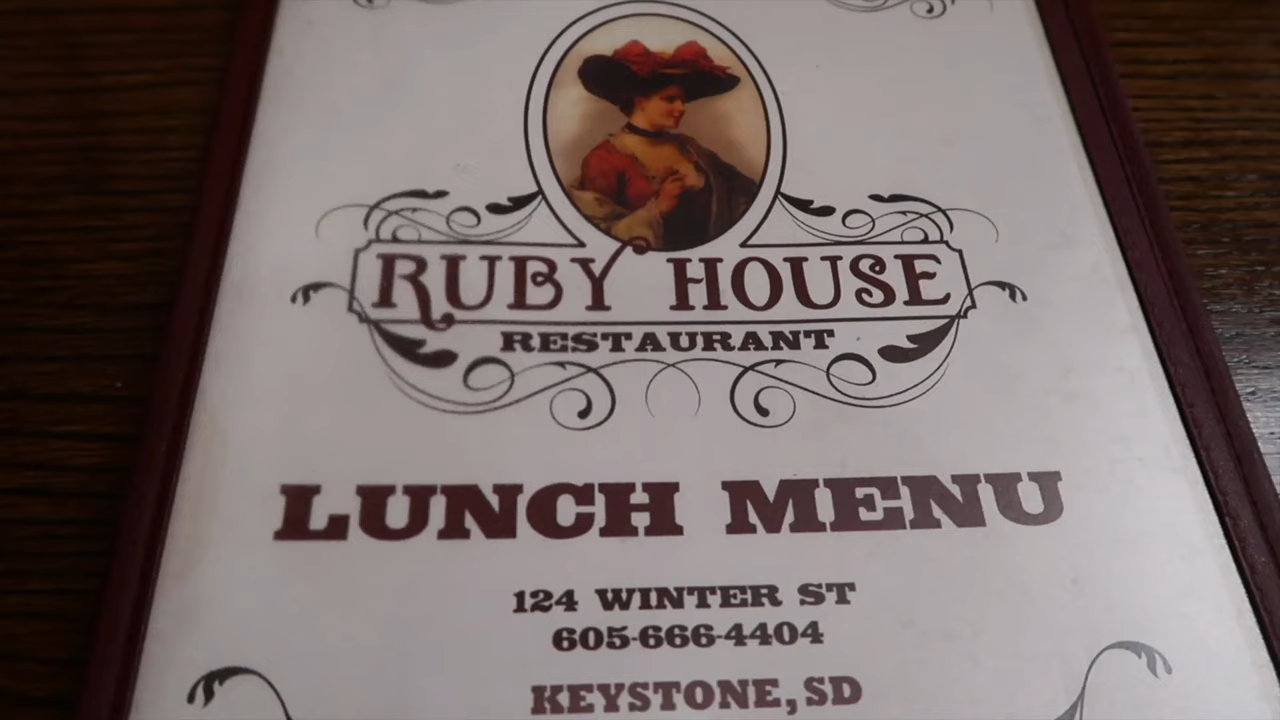 RUBY HOUSE
RESTAURANT
LUNCH MENU
124 WINTER ST
605-666-4404
KEYSTONE, SD